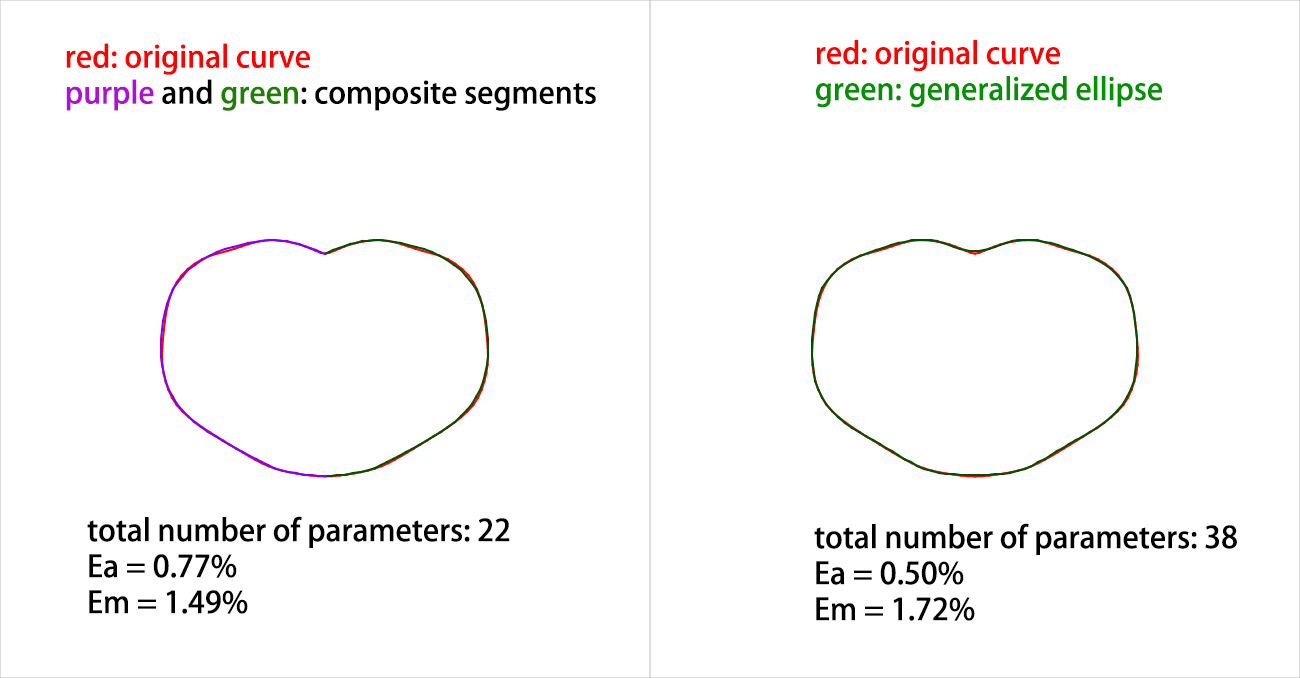 red: original curve
purple and green: composite segments
total number of parameters: 22
Ea = 0.77%
Em = 1.49%
red: original curve
green: generalized ellipse
total number of parameters: 38
Ea = 0.50%
Em = 1.72%